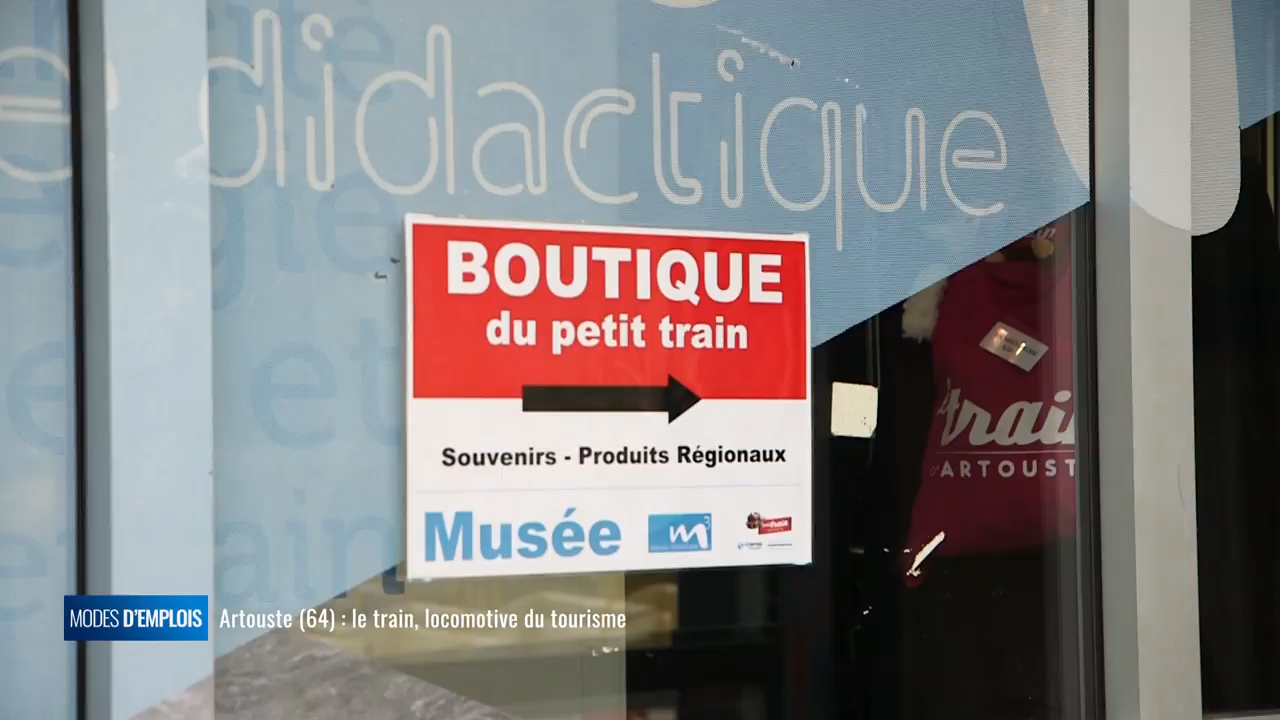 didactique
BOUTIQUE
du petit train
Souvenirs - Produits Régionaux
Musée
m3
train
D'ARTOUST
MODES D'EMPLOIS
Artouste (64) : le train, locomotive du tourisme